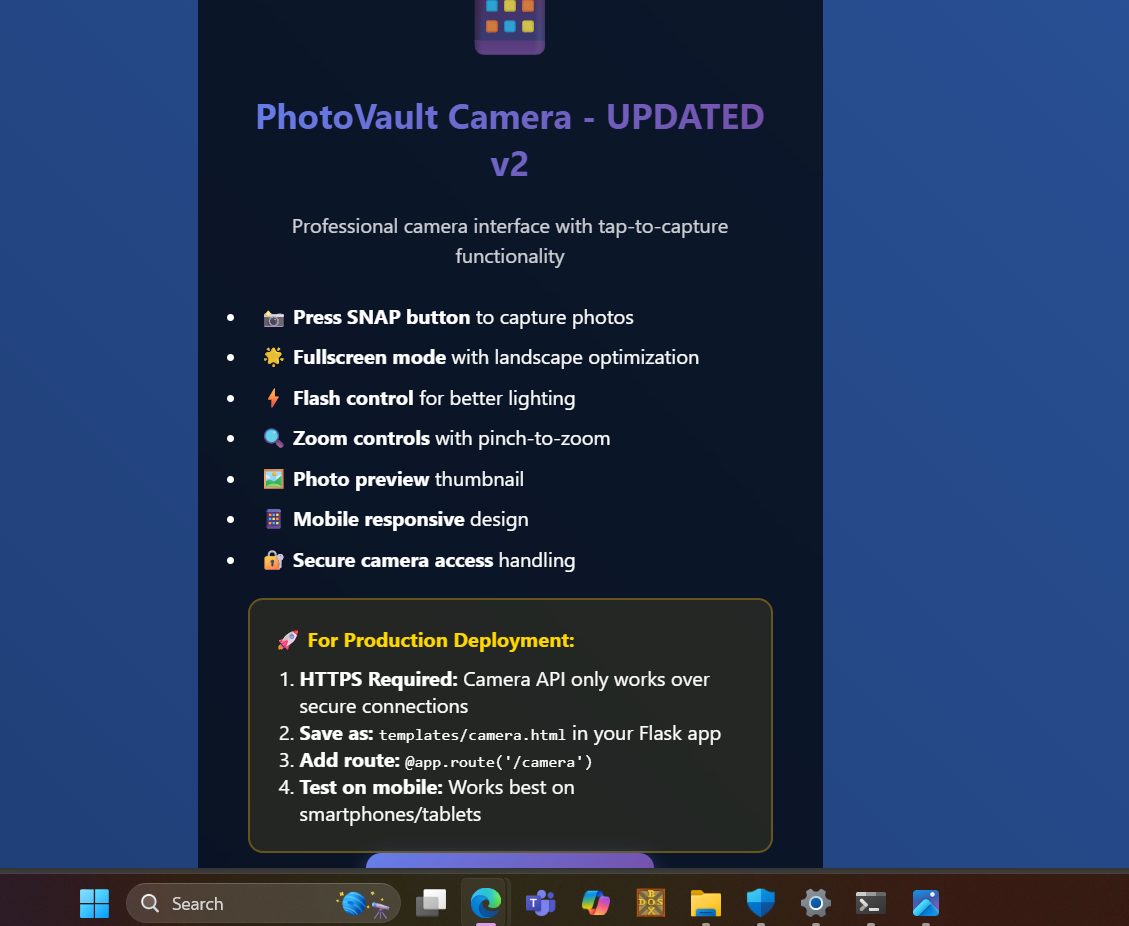 PhotoVault Camera - UPDATED
v2
Professional camera interface with tap-to-capture
functionality
Press SNAP button to capture photos
Fullscreen mode with landscape optimization
Flash control for better lighting
Zoom controls with pinch-to-zoom
Photo preview thumbnail
Mobile responsive design
Secure camera access handling
For Production Deployment:
1. HTTPS Required: Camera API only works over
secure connections
2. Save as: templates/camera.html in your Flask app
3. Add route: @app.route('/camera')
4. Test on mobile: Works best on
smartphones/tablets
Search
T
B
DOS
X